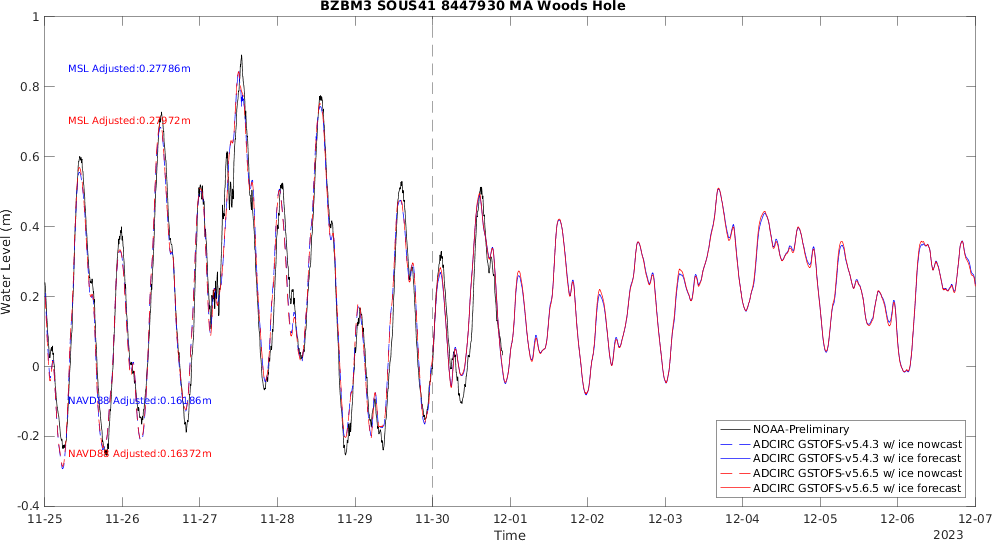 BZBM3 SOUS41 8447930 MA Woods Hole
1
0.8
0.6
0.4
0.2
0
-0.2
-0.4
Water Level (m)
MSL Adjusted:0.27786m
MSL Adjusted:0.27972m
NAVD88 Adjusted:0.16186m
NAVD88 Adjusted:0.16372m
NOAA-Preliminary
ADCIRC GSTOFS-v5.4.3 w/ ice nowcast
ADCIRC GSTOFS-v5.4.3 w/ ice forecast
ADCIRC GSTOFS-v5.6.5 w/ ice nowcast
ADCIRC GSTOFS-v5.6.5 w/ ice forecast
11-25 11-26 11-27 11-28 11-29 11-30 12-01 12-02 12-03 12-04 12-05 12-06 12-07
Time
2023